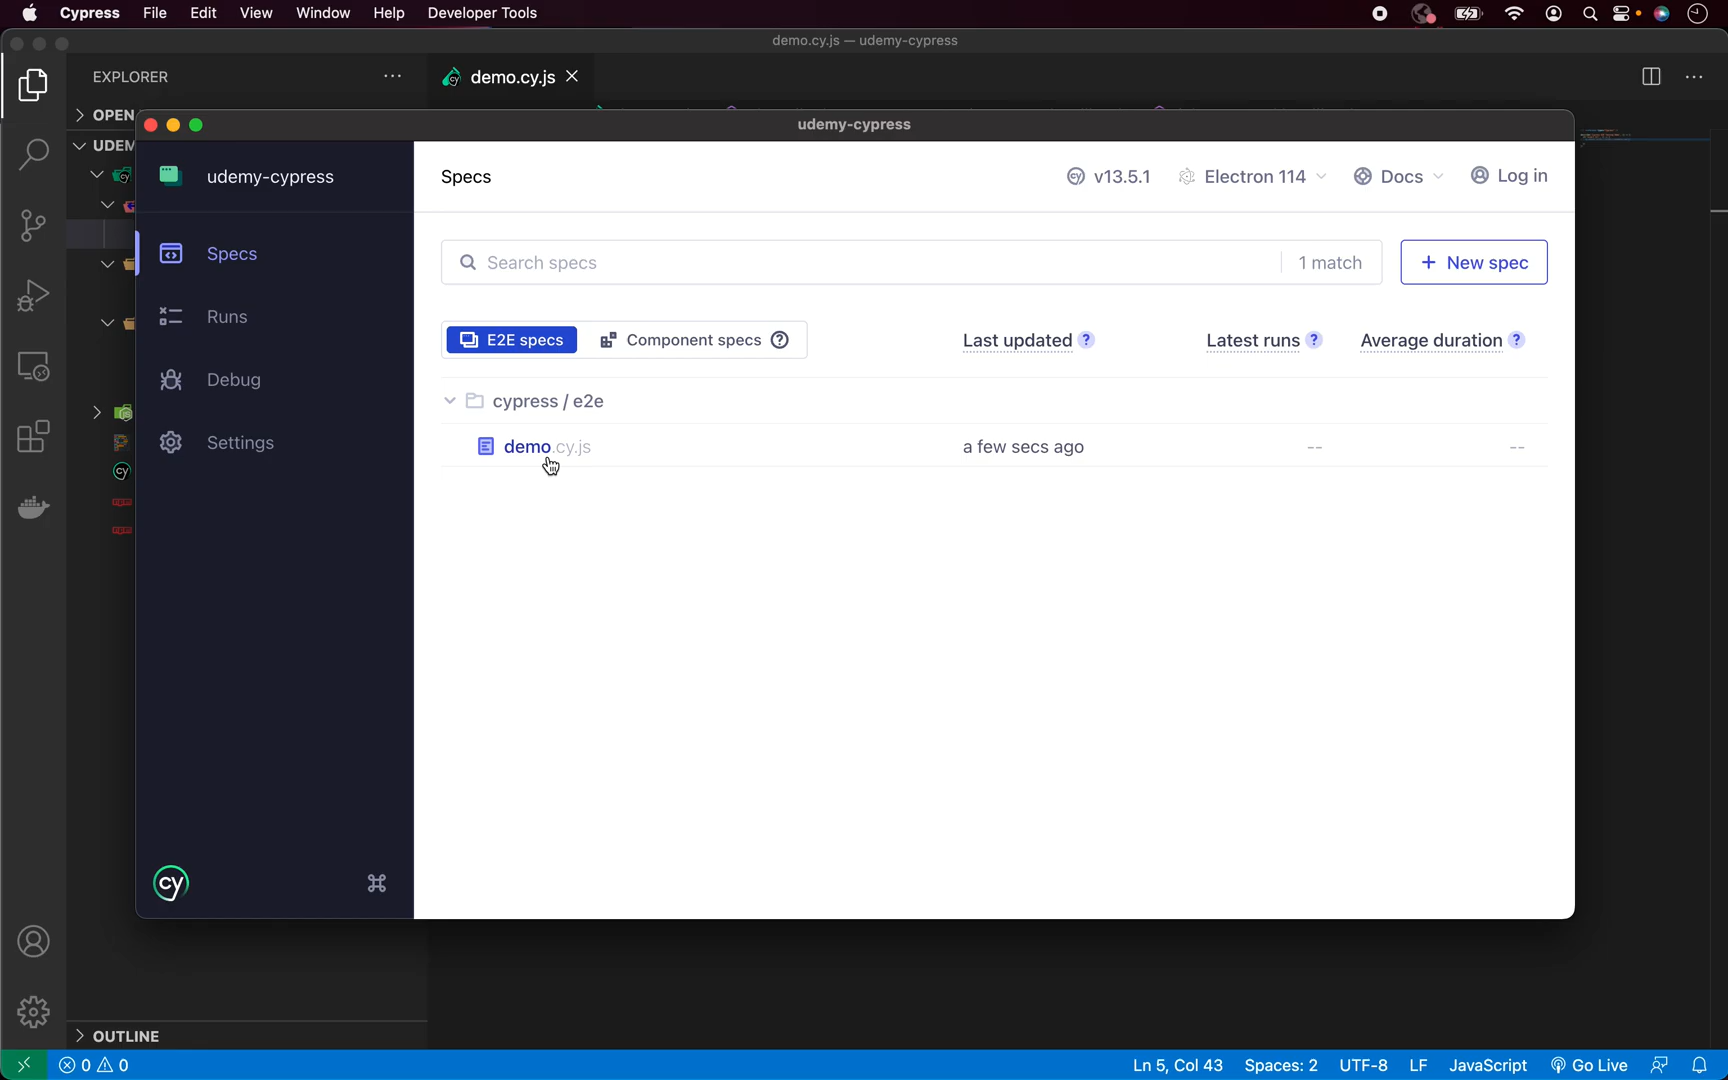 Cypress File Edit View Window Help Developer Tools
demo.cy.js — udemy-cypress
EXPLORER
demo.cy.js
OPEN
UDEM
udemy-cypress
udemy-cypress
Specs
v13.5.1
Electron 114
Docs
Log in
Specs
Runs
Debug
Settings
Search specs
1 match
+ New spec
E2E specs
Component specs
Last updated
Latest runs
Average duration
cypress / e2e
demo.cy.js
a few secs ago
--
--
cy
OUTLINE
0 0
Ln 5, Col 43
Spaces: 2
UTF-8
LF
JavaScript
Go Live